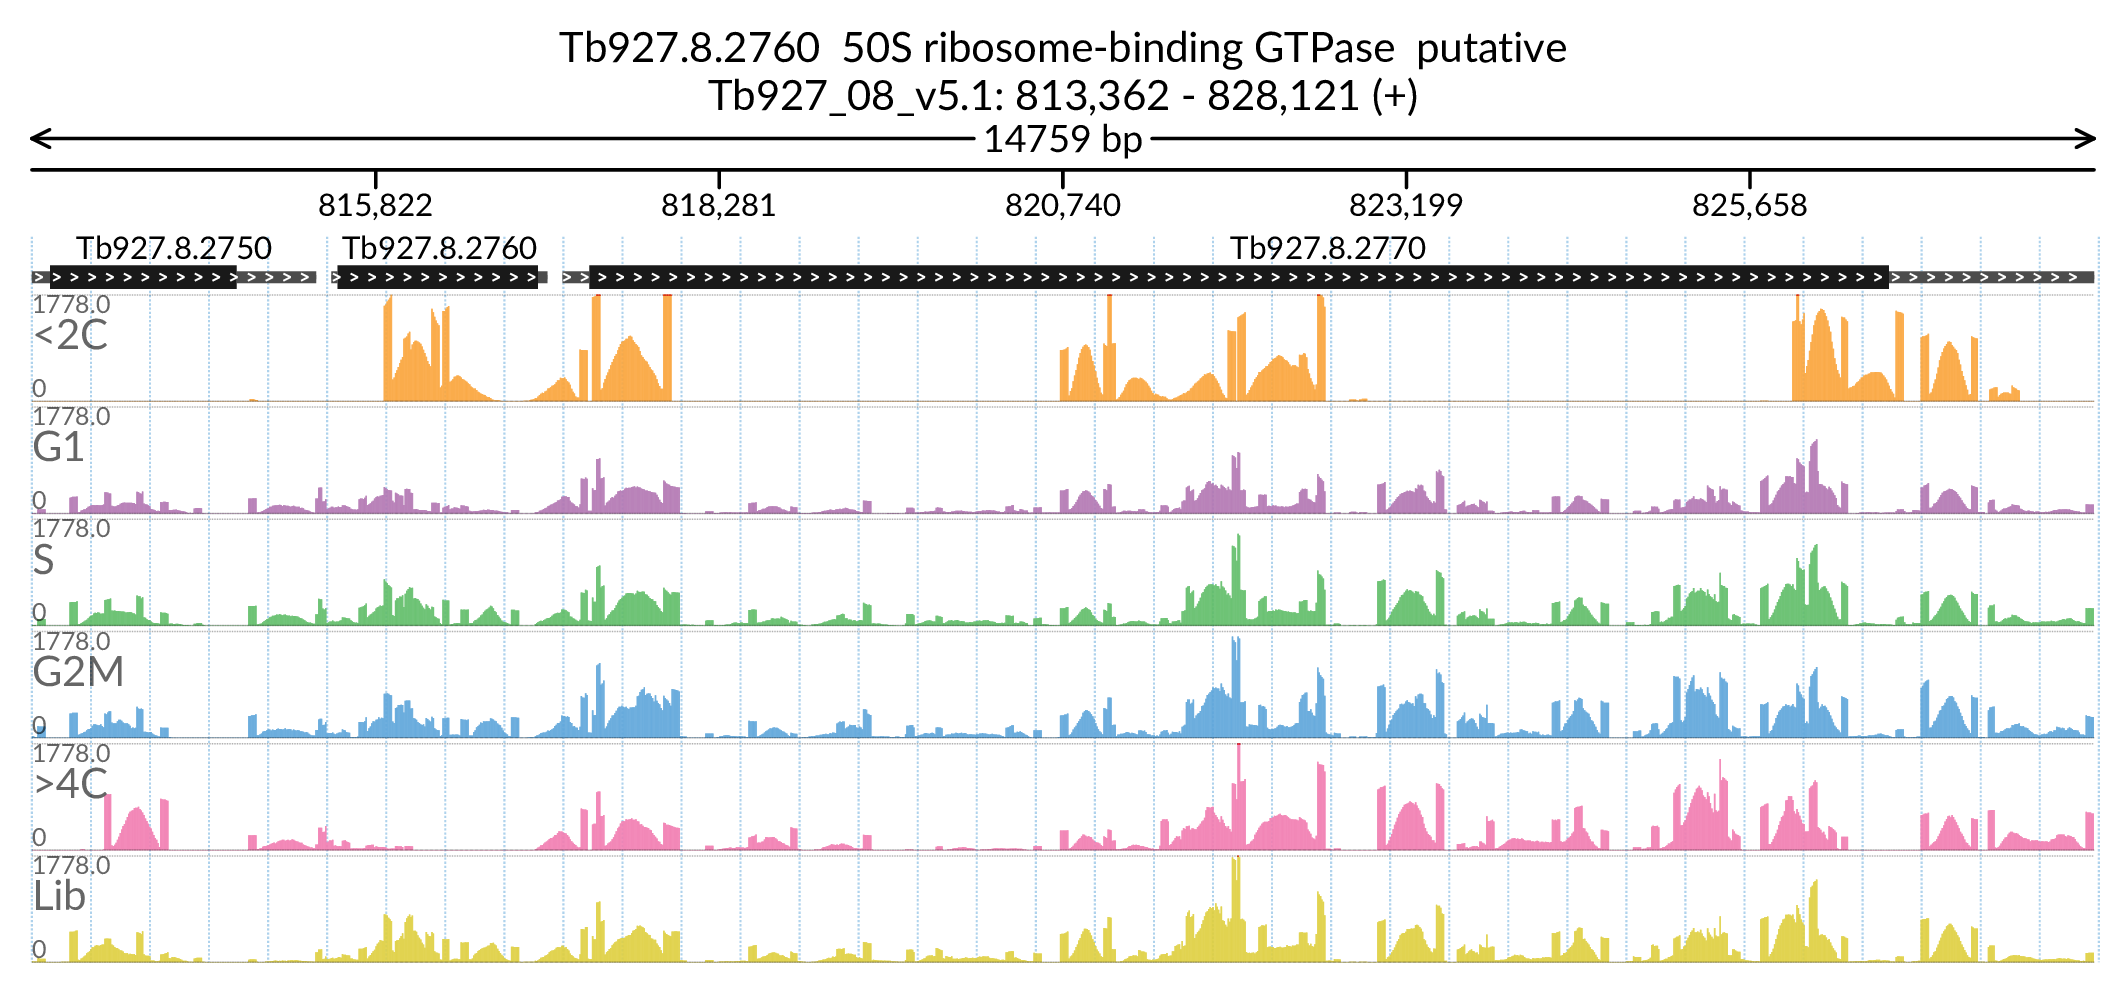 Tb927.8.2760 50S ribosome-binding GTPase putative
Tb927_08_v5.1: 813,362 - 828,121 (+)
14759 bp
815,822 818,281 820,740 823,199 825,658
Tb927.8.2750 Tb927.8.2760 Tb927.8.2770
1778.0
<2C
0
1778.0
G1
0
1778.0
S
0
1778.0
G2M
0
1778.0
>4C
0
1778.0
Lib
0